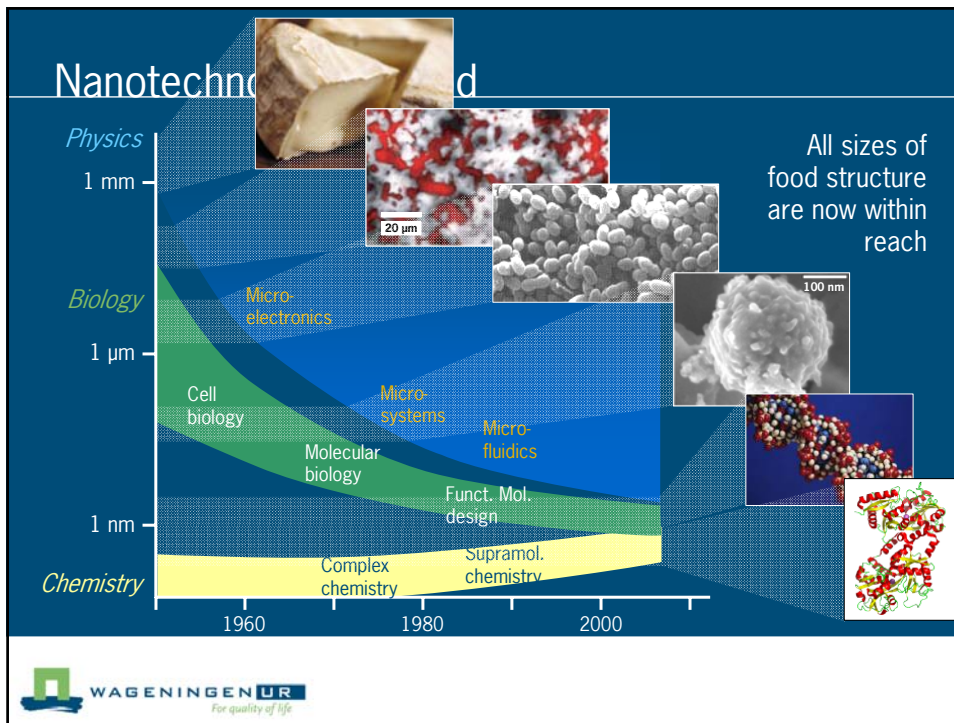 Nanotechno d
Physics
1 mm
All sizes of
food structure
are now within
reach
20 µm
100 nm
Biology
Micro-
electronics
1 µm
Cell
biology
Micro-
systems
Micro-
fluidics
Molecular
biology
Funct. Mol.
design
1 nm
Complex
chemistry
Supramol.
chemistry
Chemistry
1960
1980
2000
WAGENINGEN UR
For quality of life